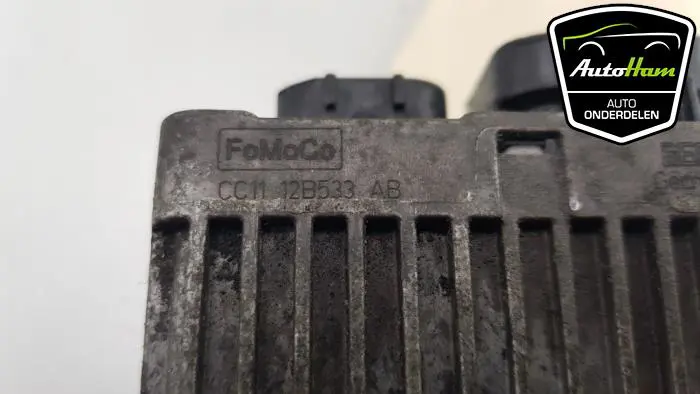 AutoHam
AUTO
ONDERDELEN
FoMoCo
CC11 12B533 AB